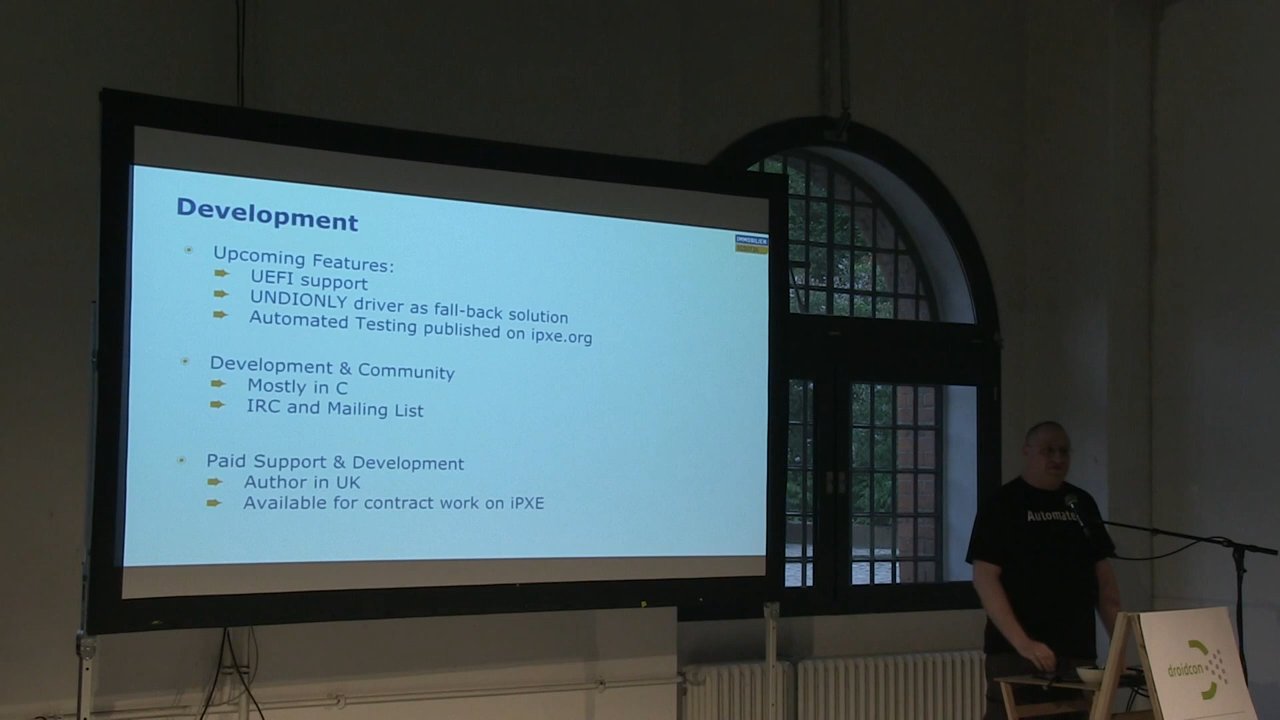 Development
IMMOBILIEN
Upcoming Features:
UEFI support
UNDIONLY driver as fall-back solution
Automated Testing published on ipxe.org
Development & Community
Mostly in C
IRC and Mailing List
Paid Support & Development
Author in UK
Available for contract work on iPXE
Automate
droidcon